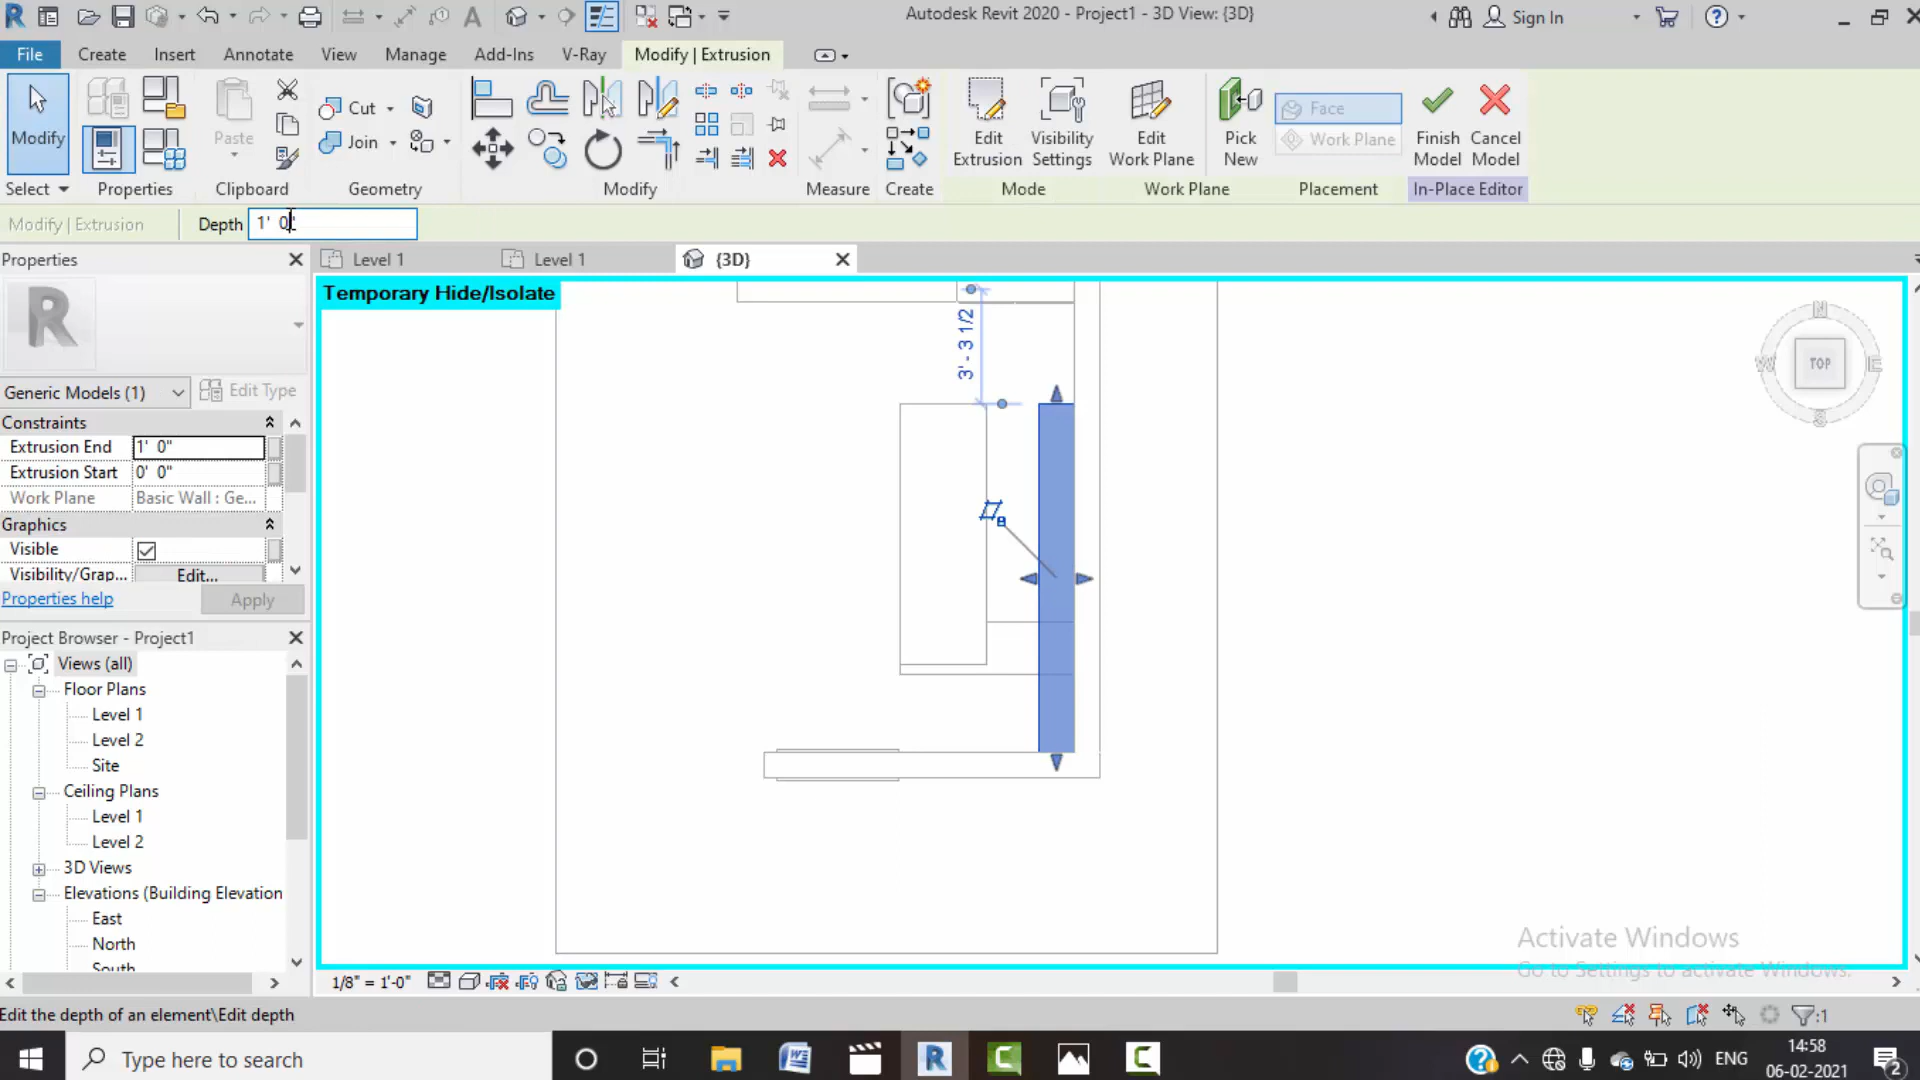 Autodesk Revit 2020 - Project1 - 3D View: {3D}
Sign In
File
Create
Insert
Annotate
View
Manage
Add-Ins
V-Ray
Modify | Extrusion
Modify
Paste
Cut
Join
Edit
Extrusion
Visibility
Settings
Edit
Work Plane
Pick
New
Face
Work Plane
Finish
Model
Cancel
Model
Select
Properties
Clipboard
Geometry
Modify
Measure
Create
Mode
Work Plane
Placement
In-Place Editor
Modify | Extrusion
Depth
1' 0"
Properties
Level 1
Level 1
{3D}
Temporary Hide/Isolate
R
Generic Models (1)
Edit Type
Constraints
Extrusion End
1' 0"
Extrusion Start
0' 0"
Work Plane
Basic Wall : Ge...
Graphics
Visible
Visibility/Grap...
Edit...
Properties help
Apply
3' - 3 1/2
N
W
TOP
E
S
Project Browser - Project1
Views (all)
Floor Plans
Level 1
Level 2
Site
Ceiling Plans
Level 1
Level 2
3D Views
Elevations (Building Elevation
East
North
South
Activate Windows
Go to Settings to activate Windows.
1/8" = 1'-0"
Edit the depth of an element\Edit depth
:1
Type here to search
ENG
14:58
06-02-2021
2